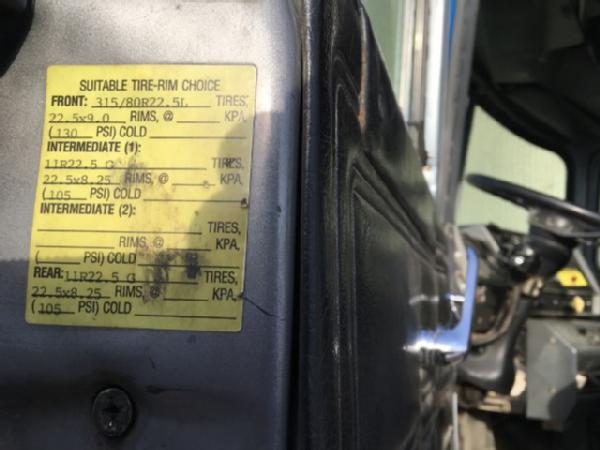 SUITABLE TIRE-RIM CHOICE
FRONT: 315/80R22.5L TIRES,
22.5x9.0 RIMS, @ KPA,
(130 PSI) COLD
INTERMEDIATE (1):
11R22.5 G TIRES,
22.5x8.25 RIMS, @ KPA,
(105 PSI) COLD
INTERMEDIATE (2):
TIRES,
RIMS, @ KPA,
( PSI) COLD
REAR: 11R22.5 G TIRES,
22.5x8.25 RIMS, @ KPA,
(105 PSI) COLD